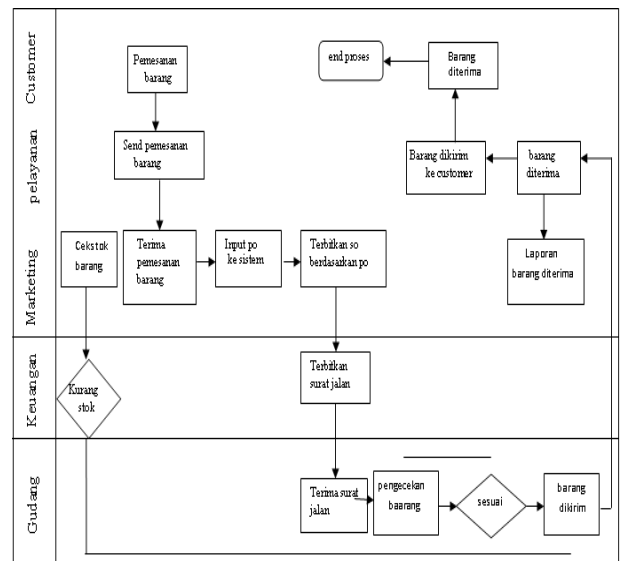 Customer
Pemesanan
barang
end proses
Barang
diterima
pelayanan
Send pemesanan
barang
Barang dikirim
ke customer
barang
diterima
Marketing
Cekstok
barang
Terima
pemesanan
barang
Input po
ke sistem
Terbitkan so
berdasarkan po
Laporan
barang diterima
Keuangan
Kurang
stok
Terbitkan
surat jalan
Gudang
Terima surat
jalan
pengecekan
baarang
sesuai
barang
dikirim